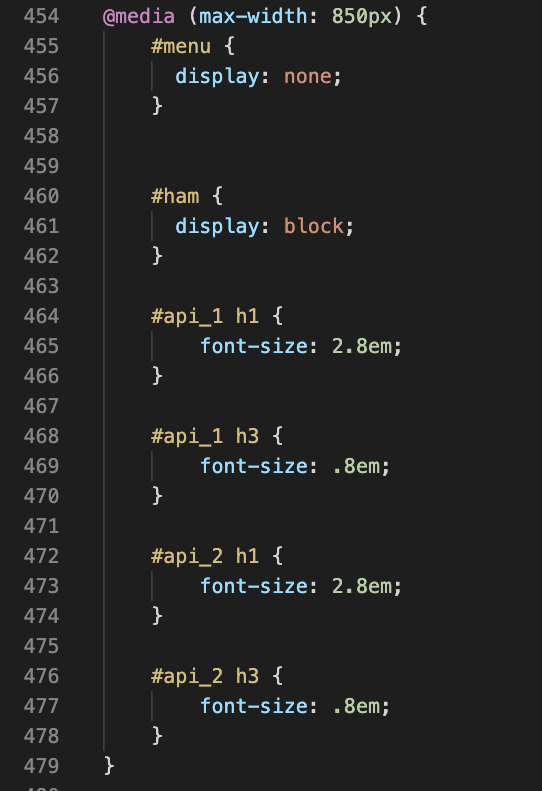 454 @media (max-width: 850px) {
455 #menu {
456 display: none;
457 }
458
459
460 #ham {
461 display: block;
462 }
463
464 #api_1 h1 {
465 font-size: 2.8em;
466 }
467
468 #api_1 h3 {
469 font-size: .8em;
470 }
471
472 #api_2 h1 {
473 font-size: 2.8em;
474 }
475
476 #api_2 h3 {
477 font-size: .8em;
478 }
479 }